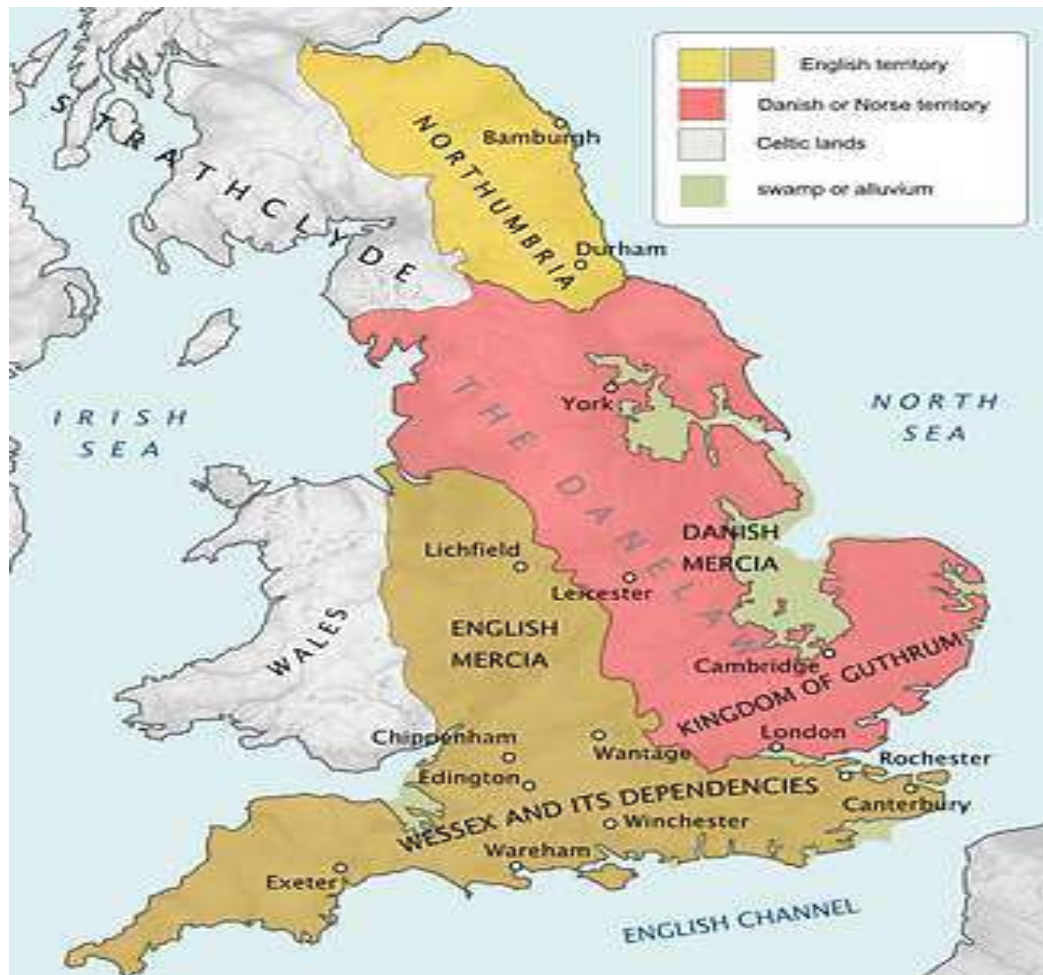 English territory
Danish or Norse territory
Celtic lands
swamp or alluvium
STRATHCLYDE
NORTHUMBRIA
Bamburgh
Durham
IRISH
SEA
NORTH
SEA
York
THE DANELAW
DANISH
MERCIA
Lichfield
Leicester
ENGLISH
MERCIA
WALES
Cambridge
KINGDOM OF GUTHRUM
London
Chippenham
Wantage
Rochester
Edington
Canterbury
WESSEX AND ITS DEPENDENCIES
Winchester
Wareham
Exeter
ENGLISH CHANNEL